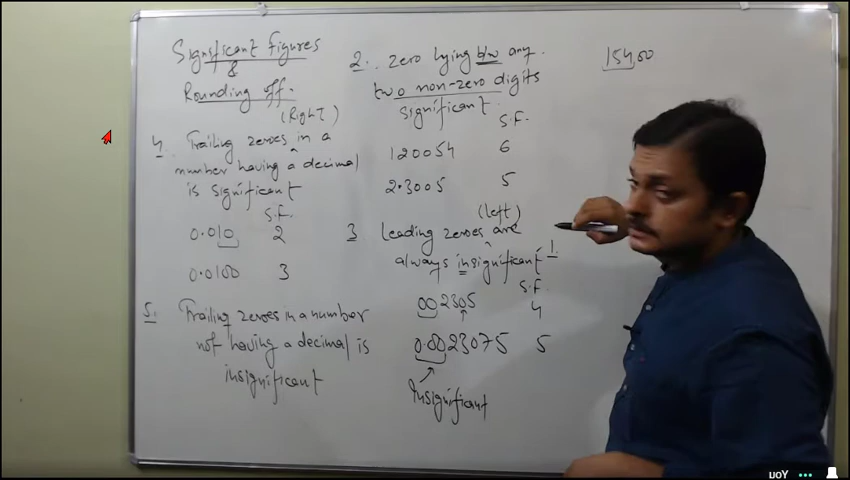 Significant Figures
&
Rounding off.
(Right)
4. Trailing zeroes in a
number having a decimal
is significant
S.F.
0.010 2
0.0100 3
5. Trailing zeroes in a number
not having a decimal is
insignificant
2. zero lying b/w any
two non-zero digits
significant.
S.F.
120054 6
2.3005 5
(left)
3 Leading zeroes are
always insignificant
S.F.
002305 4
0.0023075 5
Insignificant
15400
1
YOU